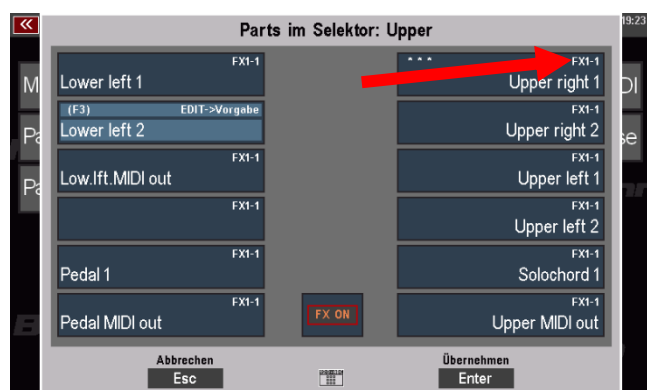 19:23
Parts im Selektor: Upper
FX1-1
Lower left 1
(F3) EDIT->Vorgabe
Lower left 2
FX1-1
Low.lft.MIDI out
FX1-1
FX1-1
Pedal 1
FX1-1
Pedal MIDI out
FX ON
* * * FX1-1
Upper right 1
FX1-1
Upper right 2
FX1-1
Upper left 1
FX1-1
Upper left 2
FX1-1
Solochord 1
FX1-1
Upper MIDI out
Abbrechen
Esc
Übernehmen
Enter